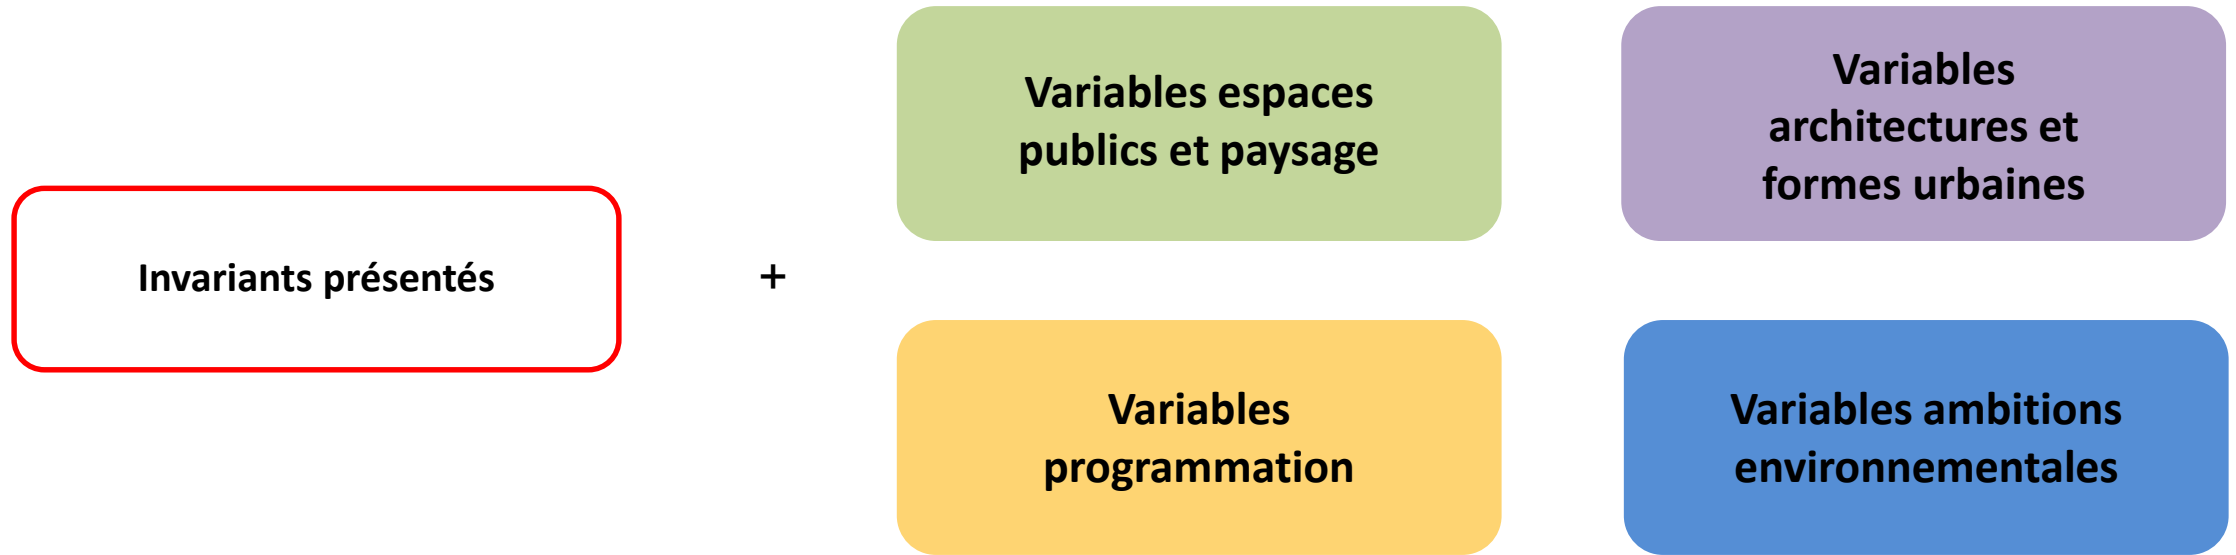 Invariants présentés
+
Variables espaces
publics et paysage
Variables
architectures et
formes urbaines
Variables
programmation
Variables ambitions
environnementales